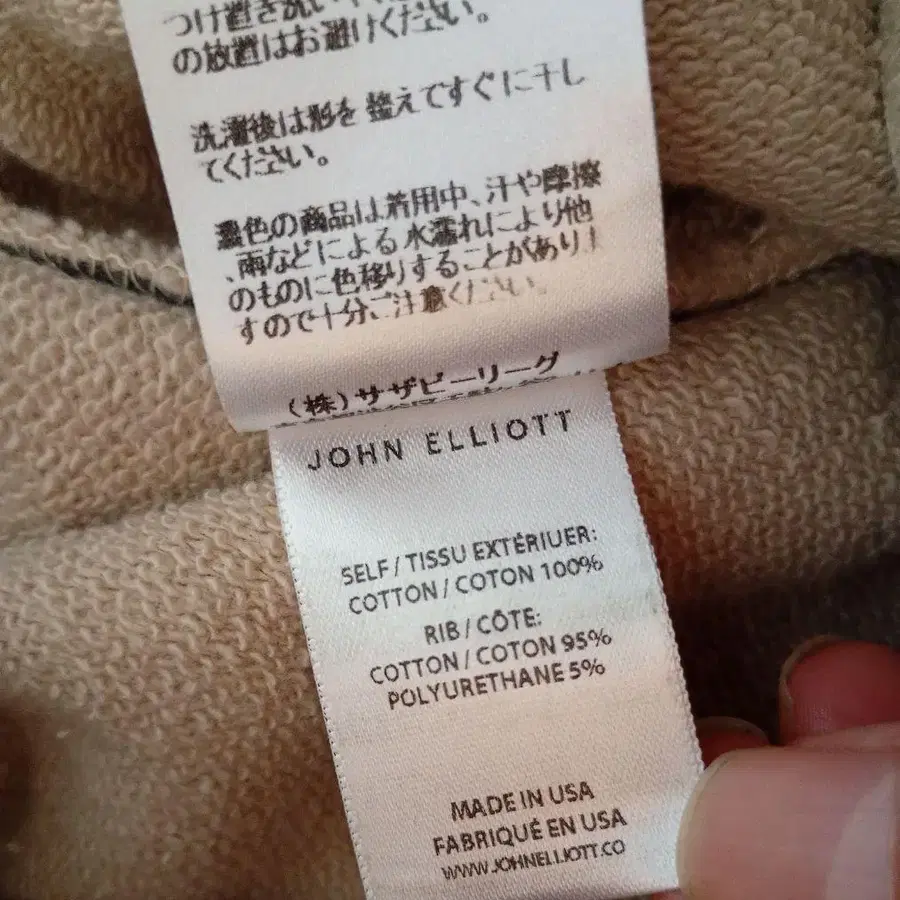 つけ置き洗い
の放置はお避けください。
洗濯後は形を 整えてすぐに干し
てください。
濃色の商品は着用中、汗や摩擦
、雨などによる水濡れにより他
のものに色移りすることがありま
すので十分ご注意ください。
(株)サザビーリーグ
JOHN ELLIOTT
SELF / TISSU EXTÉRIUER:
COTTON / COTON 100%
RIB / CÔTE:
COTTON / COTON 95%
POLYURETHANE 5%
MADE IN USA
FABRIQUÉ EN USA
WWW.JOHNELLIOTT.CO